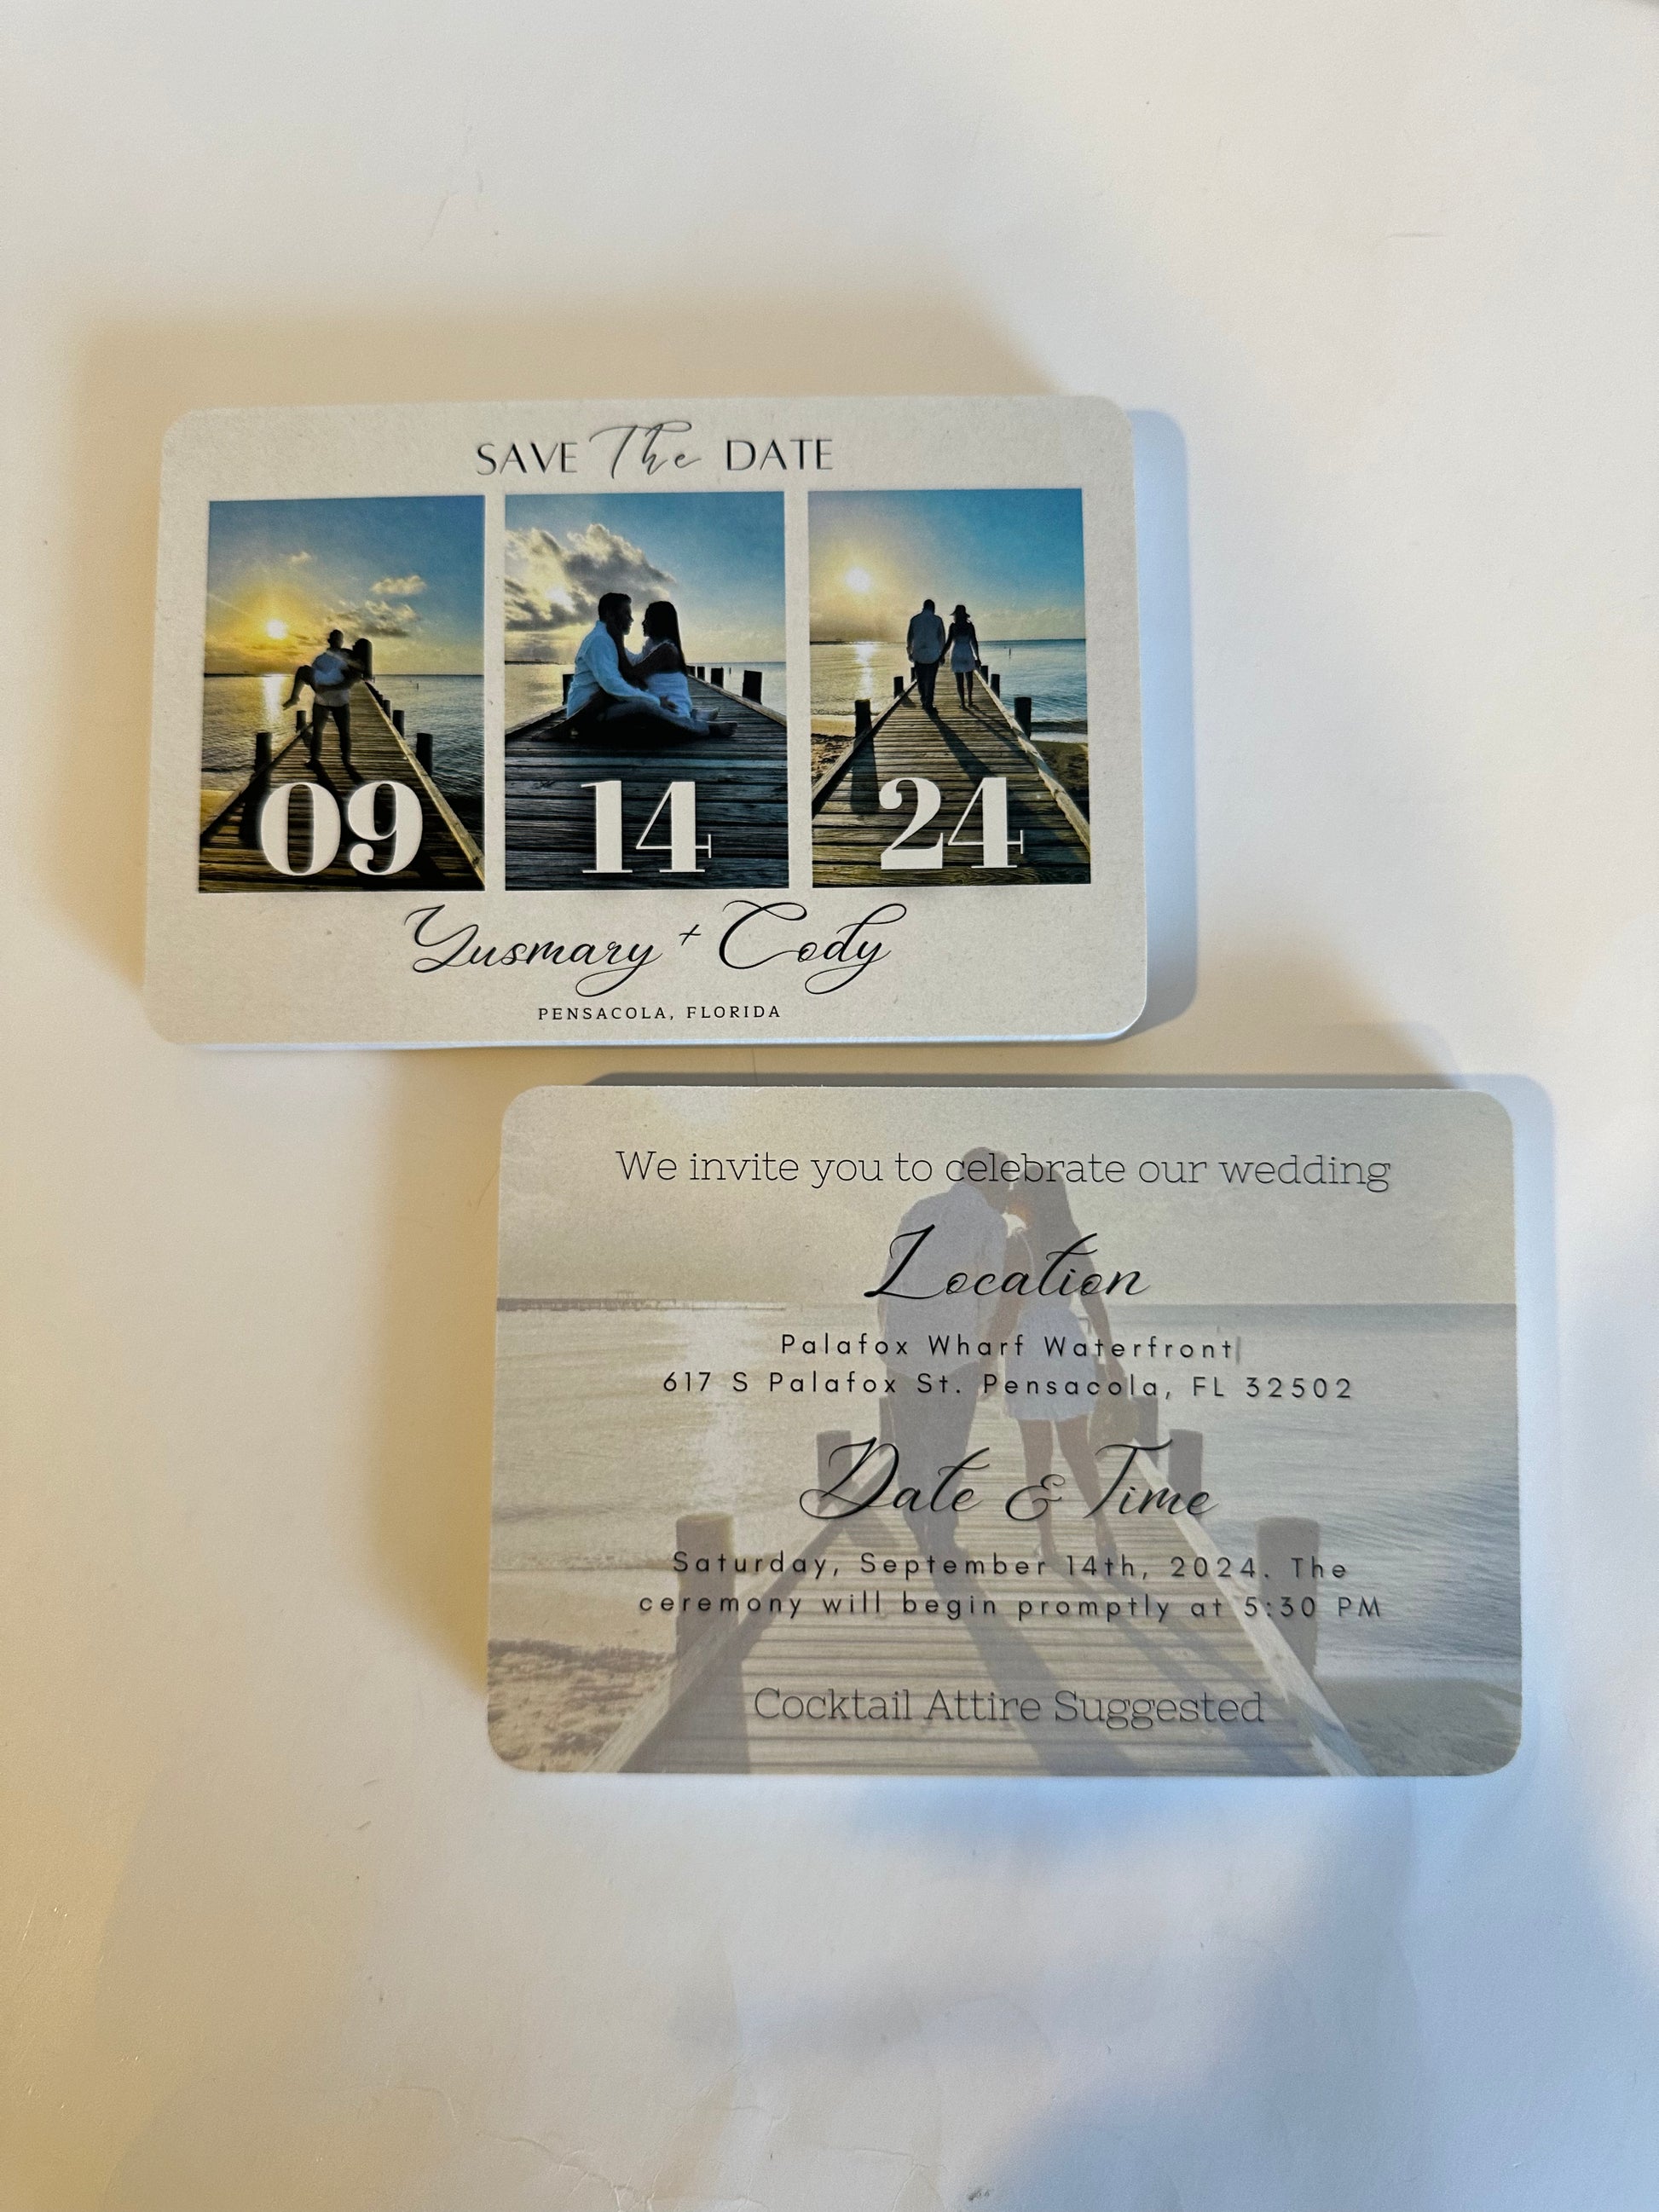 SAVE The DATE
09 14 24
Yusmary + Cody
PENSACOLA, FLORIDA
We invite you to celebrate our wedding
Location
Palafox Wharf Waterfront|
617 S Palafox St. Pensacola, FL 32502
Date & Time
Saturday, September 14th, 2024. The
ceremony will begin promptly at 5:30 PM
Cocktail Attire Suggested